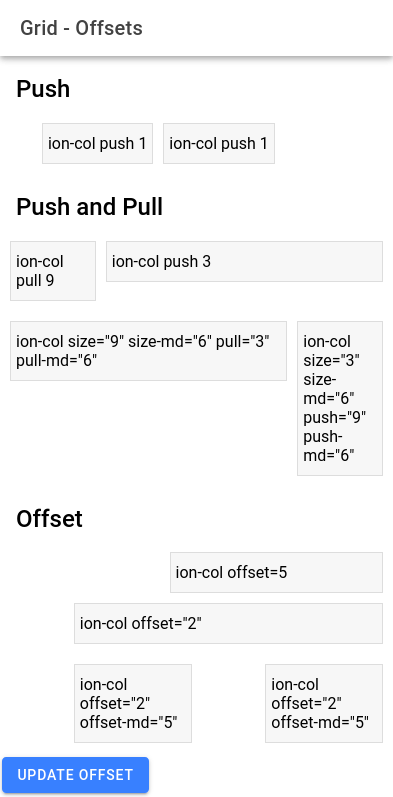 Grid - Offsets
Push
ion-col push 1
ion-col push 1
Push and Pull
ion-col
pull 9
ion-col push 3
ion-col size="9" size-md="6" pull="3"
pull-md="6"
ion-col
size="3"
size-
md="6"
push="9"
push-
md="6"
Offset
ion-col offset=5
ion-col offset="2"
ion-col
offset="2"
offset-md="5"
ion-col
offset="2"
offset-md="5"
UPDATE OFFSET